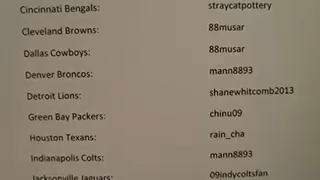 Cincinnati Bengals: straycatpottery
Cleveland Browns: 88musar
Dallas Cowboys: 88musar
Denver Broncos: mann8893
Detroit Lions: shanewhitcomb2013
Green Bay Packers: chinu09
Houston Texans: rain_cha
Indianapolis Colts: mann8893
Jacksonville Jaguars: 09indycoltsfan